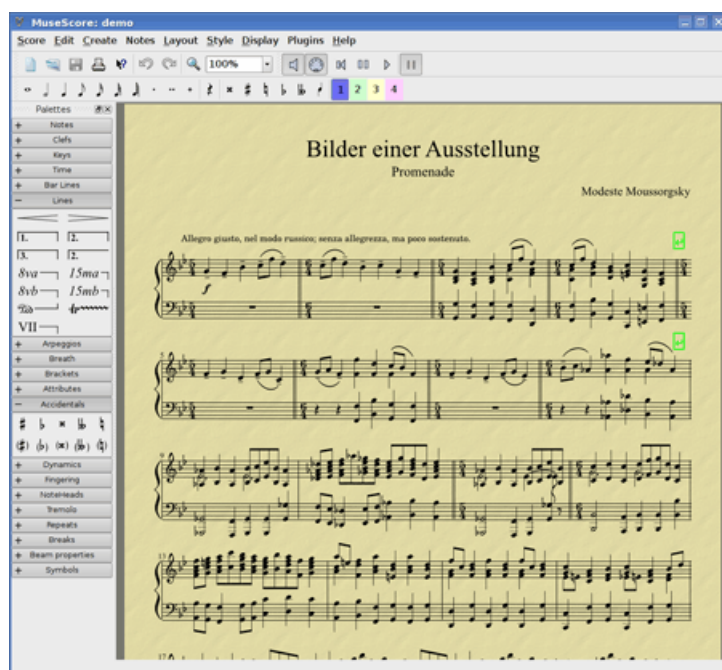 MuseScore: demo
Score Edit Create Notes Layout Style Display Plugins Help
100%
1 2 3 4
Palettes
Notes
Clefs
Keys
Time
Bar Lines
Lines
1. 2.
3. 2.
8va 15ma
8vb 15mb
VII
Arpeggios
Breath
Brackets
Attributes
Accidentals
Dynamics
Fingering
NoteHeads
Tremolo
Repeats
Breaks
Beam properties
Symbols
Bilder einer Ausstellung
Promenade
Modeste Moussorgsky
Allegro giusto, nel modo russico; senza allegrezza, ma poco sostenuto.
f
5
9
13
17